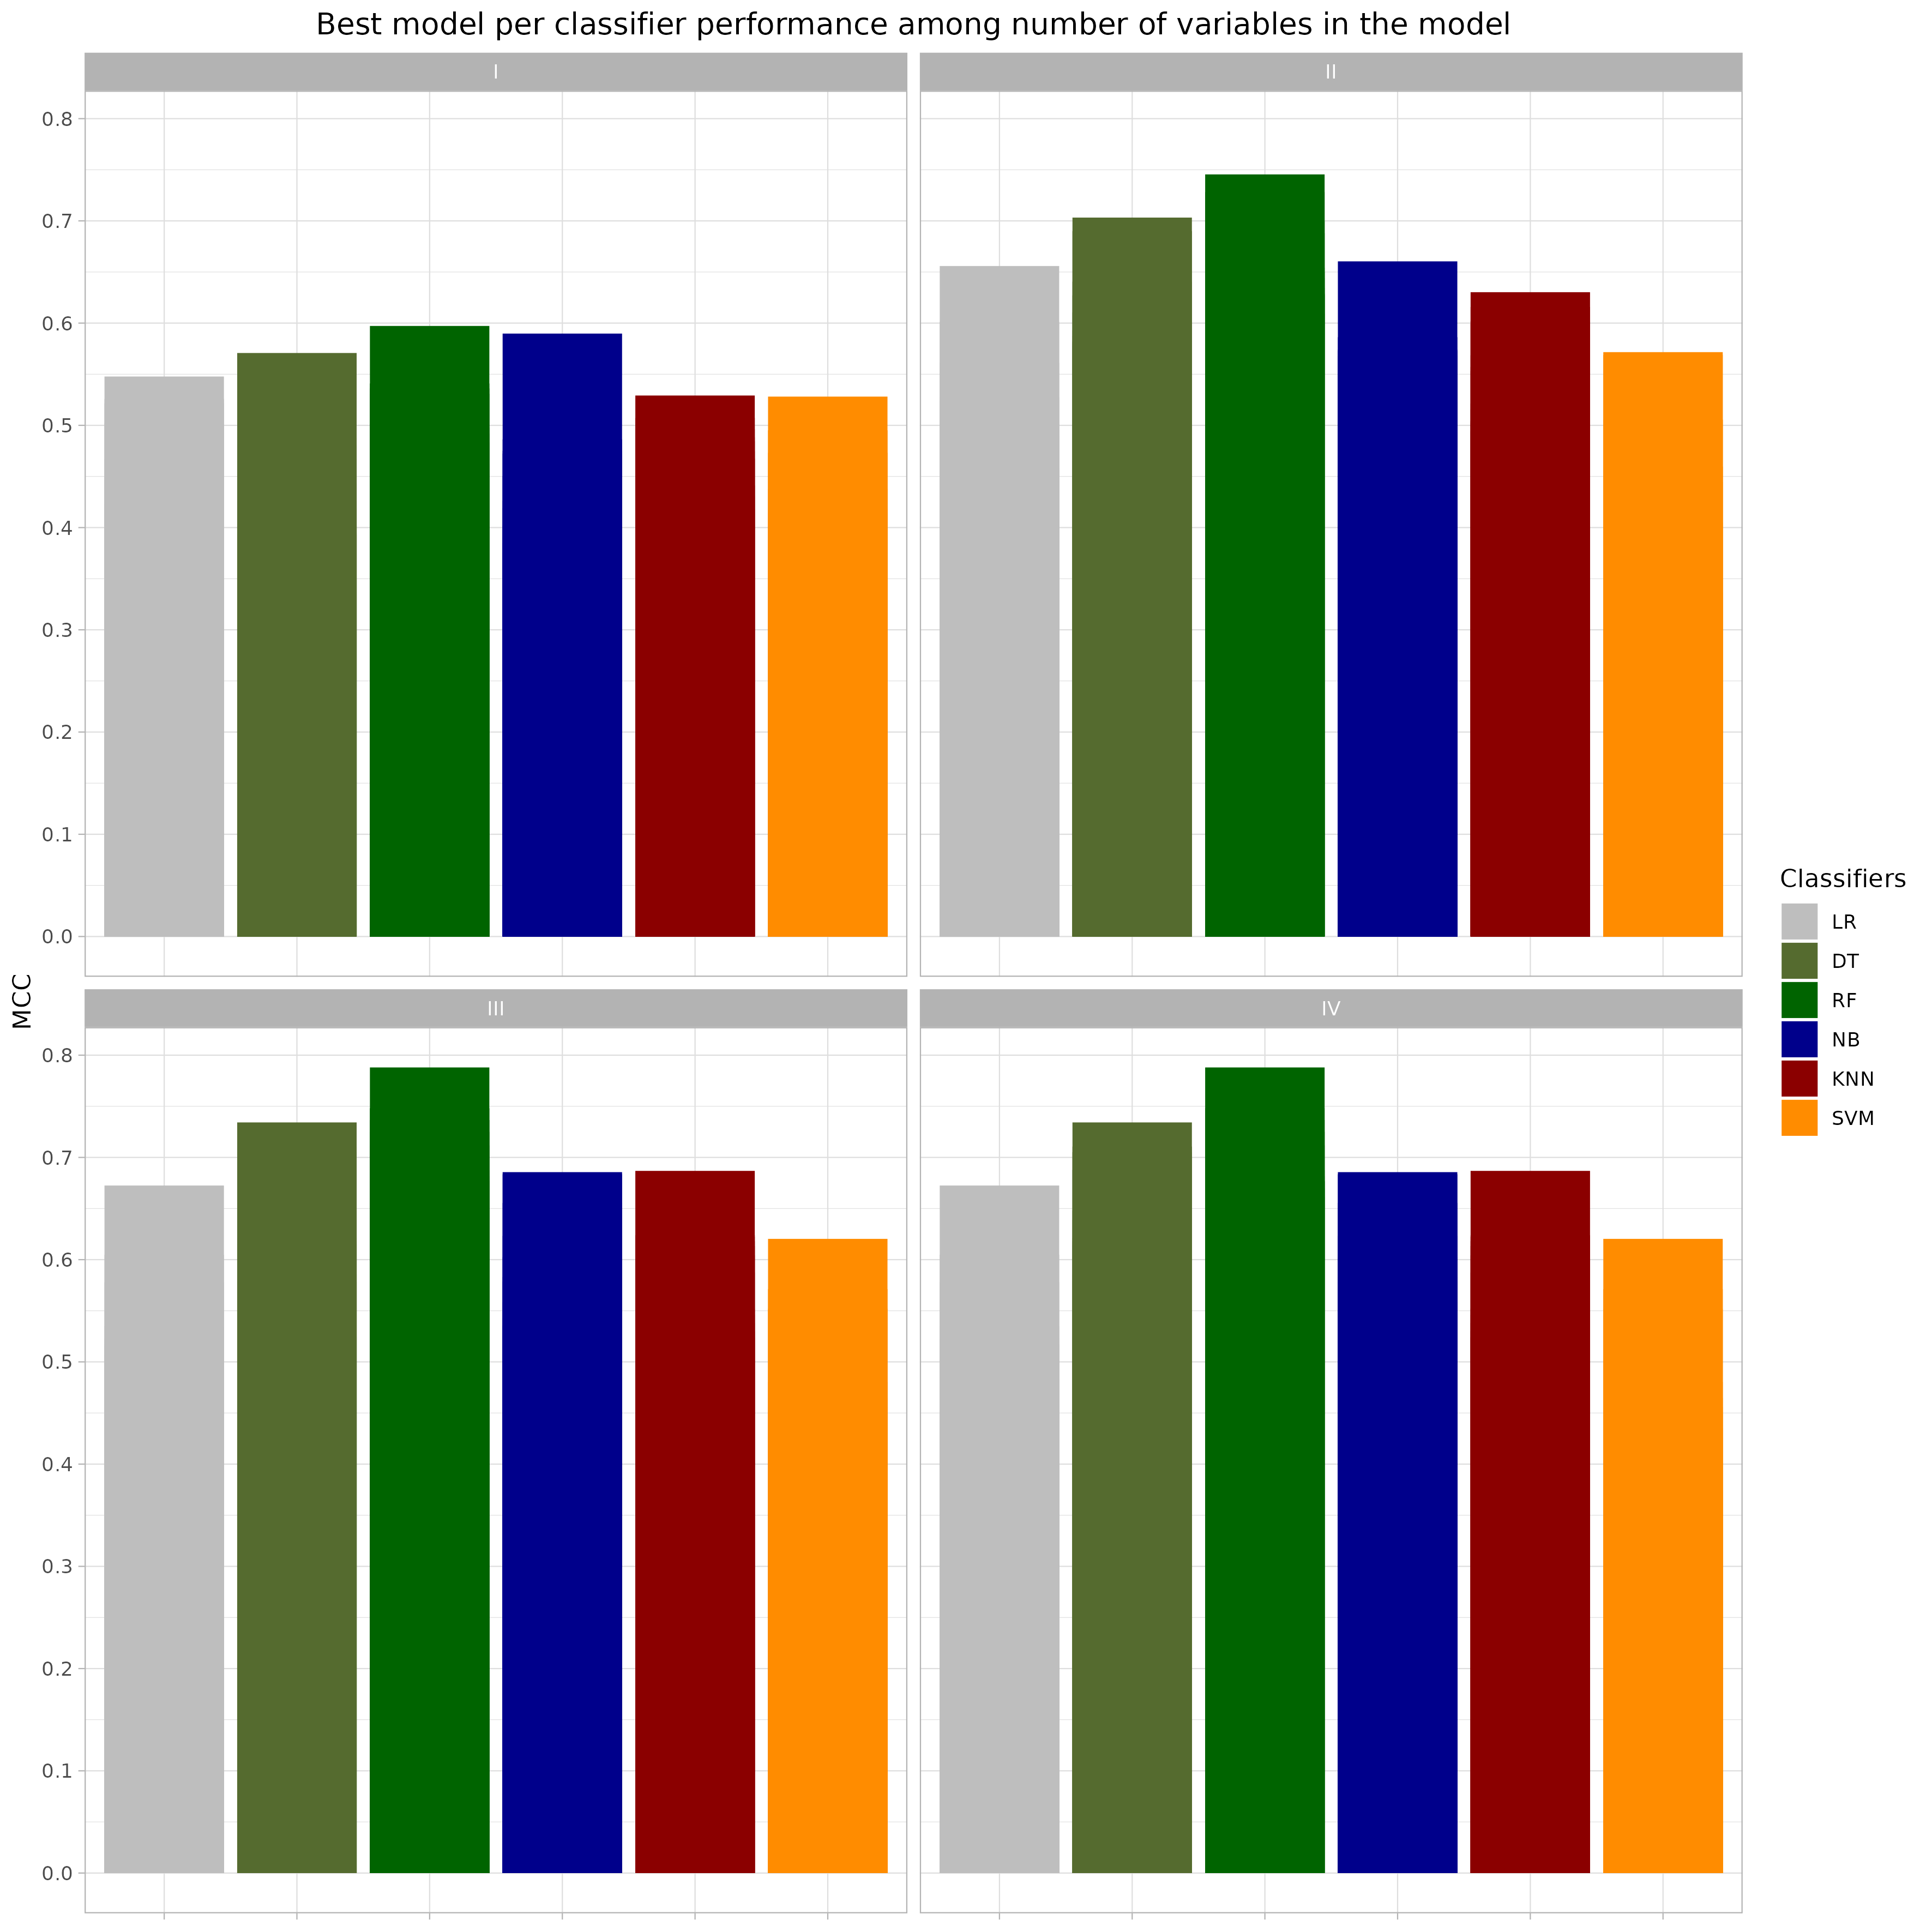 Best model per classifier performance among number of variables in the model
I
II
0.8
0.7
0.6
0.5
0.4
0.3
0.2
0.1
0.0
MCC
III
IV
0.8
0.7
0.6
0.5
0.4
0.3
0.2
0.1
0.0
Classifiers
LR
DT
RF
NB
KNN
SVM